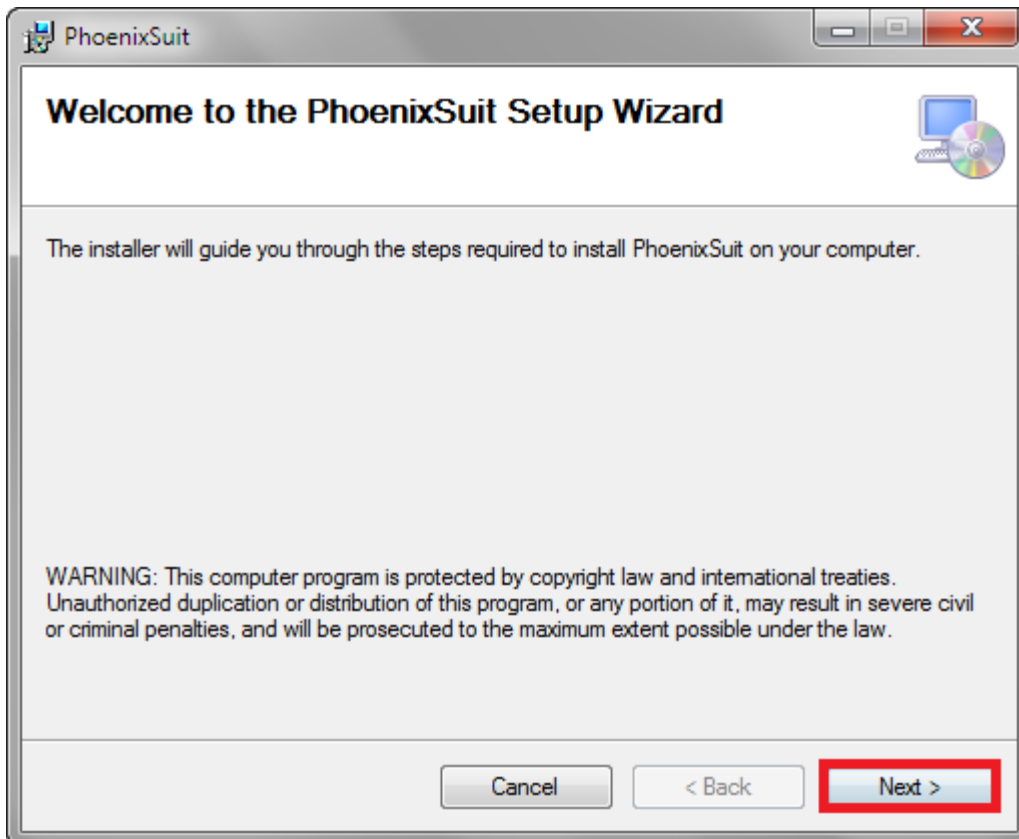 PhoenixSuit
Welcome to the PhoenixSuit Setup Wizard
The installer will guide you through the steps required to install PhoenixSuit on your computer.
WARNING: This computer program is protected by copyright law and international treaties.
Unauthorized duplication or distribution of this program, or any portion of it, may result in severe civil
or criminal penalties, and will be prosecuted to the maximum extent possible under the law.
Cancel < Back Next >